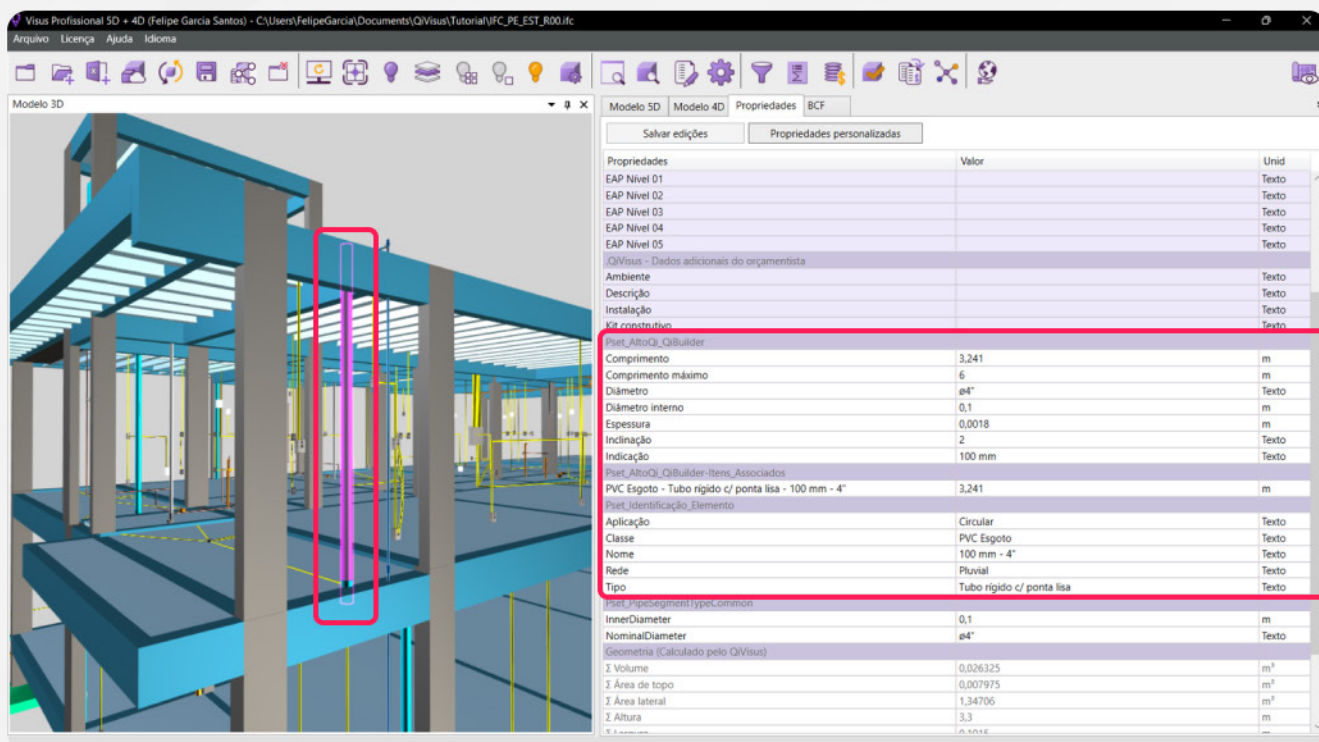 Visus Profissional 5D + 4D (Felipe Garcia Santos) - C:\Users\FelipeGarcia\Documents\QiVisus\Tutorial\IFC_PE_EST_R00.ifc
Arquivo Licença Ajuda Idioma
Modelo 3D
Modelo 5D Modelo 4D Propriedades BCF
Salvar edições Propriedades personalizadas
Propriedades Valor Unid
EAP Nível 01 Texto
EAP Nível 02 Texto
EAP Nível 03 Texto
EAP Nível 04 Texto
EAP Nível 05 Texto
.QiVisus - Dados adicionais do orçamentista
Ambiente Texto
Descrição Texto
Instalação Texto
Kit construtivo Texto
Pset_AltoQi_QiBuilder
Comprimento 3,241 m
Comprimento máximo 6 m
Diâmetro ø4" Texto
Diâmetro interno 0,1 m
Espessura 0,0018 m
Inclinação 2 Texto
Indicação 100 mm Texto
Pset_AltoQi_QiBuilder-Itens_Associados
PVC Esgoto - Tubo rígido c/ ponta lisa - 100 mm - 4" 3,241 m
Pset_Identificação_Elemento
Aplicação Circular Texto
Classe PVC Esgoto Texto
Nome 100 mm - 4" Texto
Rede Pluvial Texto
Tipo Tubo rígido c/ ponta lisa Texto
Pset_PipeSegmentTypeCommon
InnerDiameter 0,1 m
NominalDiameter ø4" Texto
Geometria (Calculado pelo QiVisus)
Σ Volume 0,026325 m³
Σ Área de topo 0,007975 m²
Σ Área lateral 1,34706 m²
Σ Altura 3,3 m
Σ Largura 0,1015 m